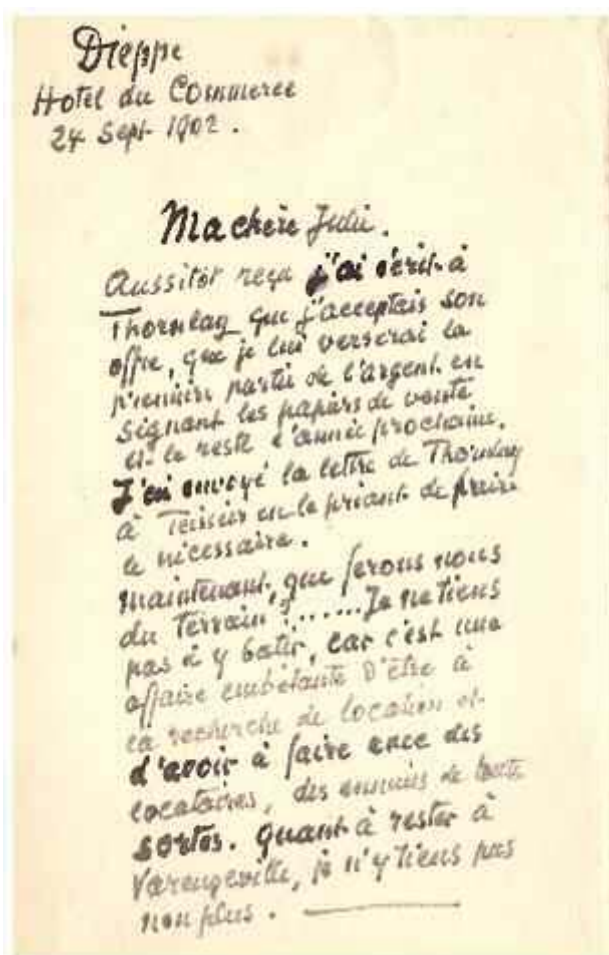 Dieppe
Hotel du Commerce
24 Sept 1902.
Ma chère Julie.
Aussitôt reçu j'ai écrit à
Thornlay que j'acceptais son
offre, que je lui verserai la
première partie de l'argent en
signant les papiers de vente
et le reste l'année prochaine.
J'ai envoyé la lettre de Thornlay
à Teissier en le priant de faire
le nécessaire.
Maintenant, que ferons nous
du Terrain?......Je ne tiens
pas à y batir, car c'est une
affaire embêtante d'être à
la recherche de location et
d'avoir à faire avec des
locataires, des ennuis de toute
sortes. Quant à rester à
Varengeville, je n'y tiens pas
non plus.